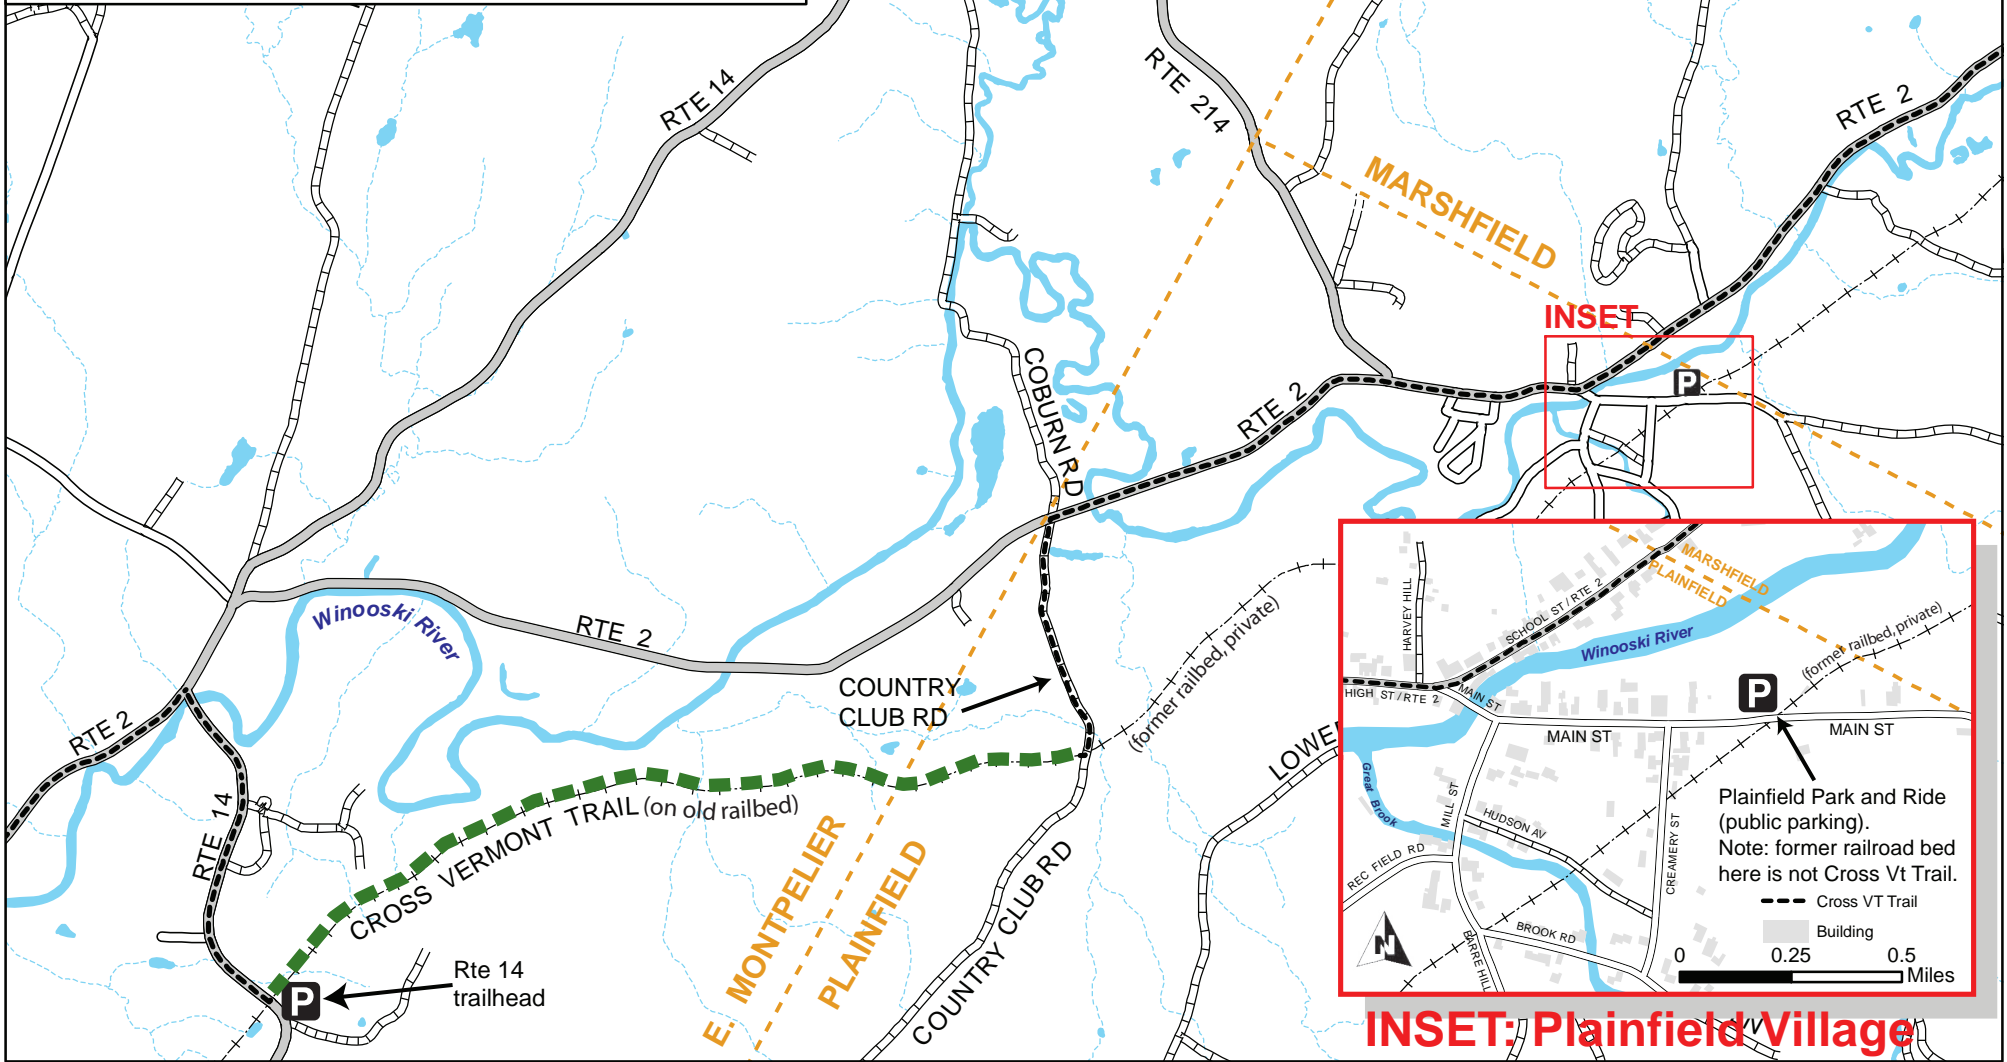 RTE 14
RTE 214
RTE 2
MARSHFIELD
INSET
P
COBURN RD
RTE 2
Winooski River
RTE 2
COUNTRY
CLUB RD
(former railbed, private)
RTE 2
LOWER
RTE 14
CROSS VERMONT TRAIL (on old railbed)
E. MONTPELIER
PLAINFIELD
COUNTRY CLUB RD
Rte 14
trailhead
P
MARSHFIELD
PLAINFIELD
HARVEY HILL
SCHOOL ST / RTE 2
Winooski River
(former railbed, private)
HIGH ST / RTE 2
MAIN ST
P
MAIN ST
MAIN ST
Great Brook
MILL ST
HUDSON AV
CREAMERY ST
REC FIELD RD
Plainfield Park and Ride
(public parking).
Note: former railroad bed
here is not Cross Vt Trail.
Cross VT Trail
Building
BROOK RD
BARRE HILL
N
0 0.25 0.5
Miles
INSET: Plainfield Village